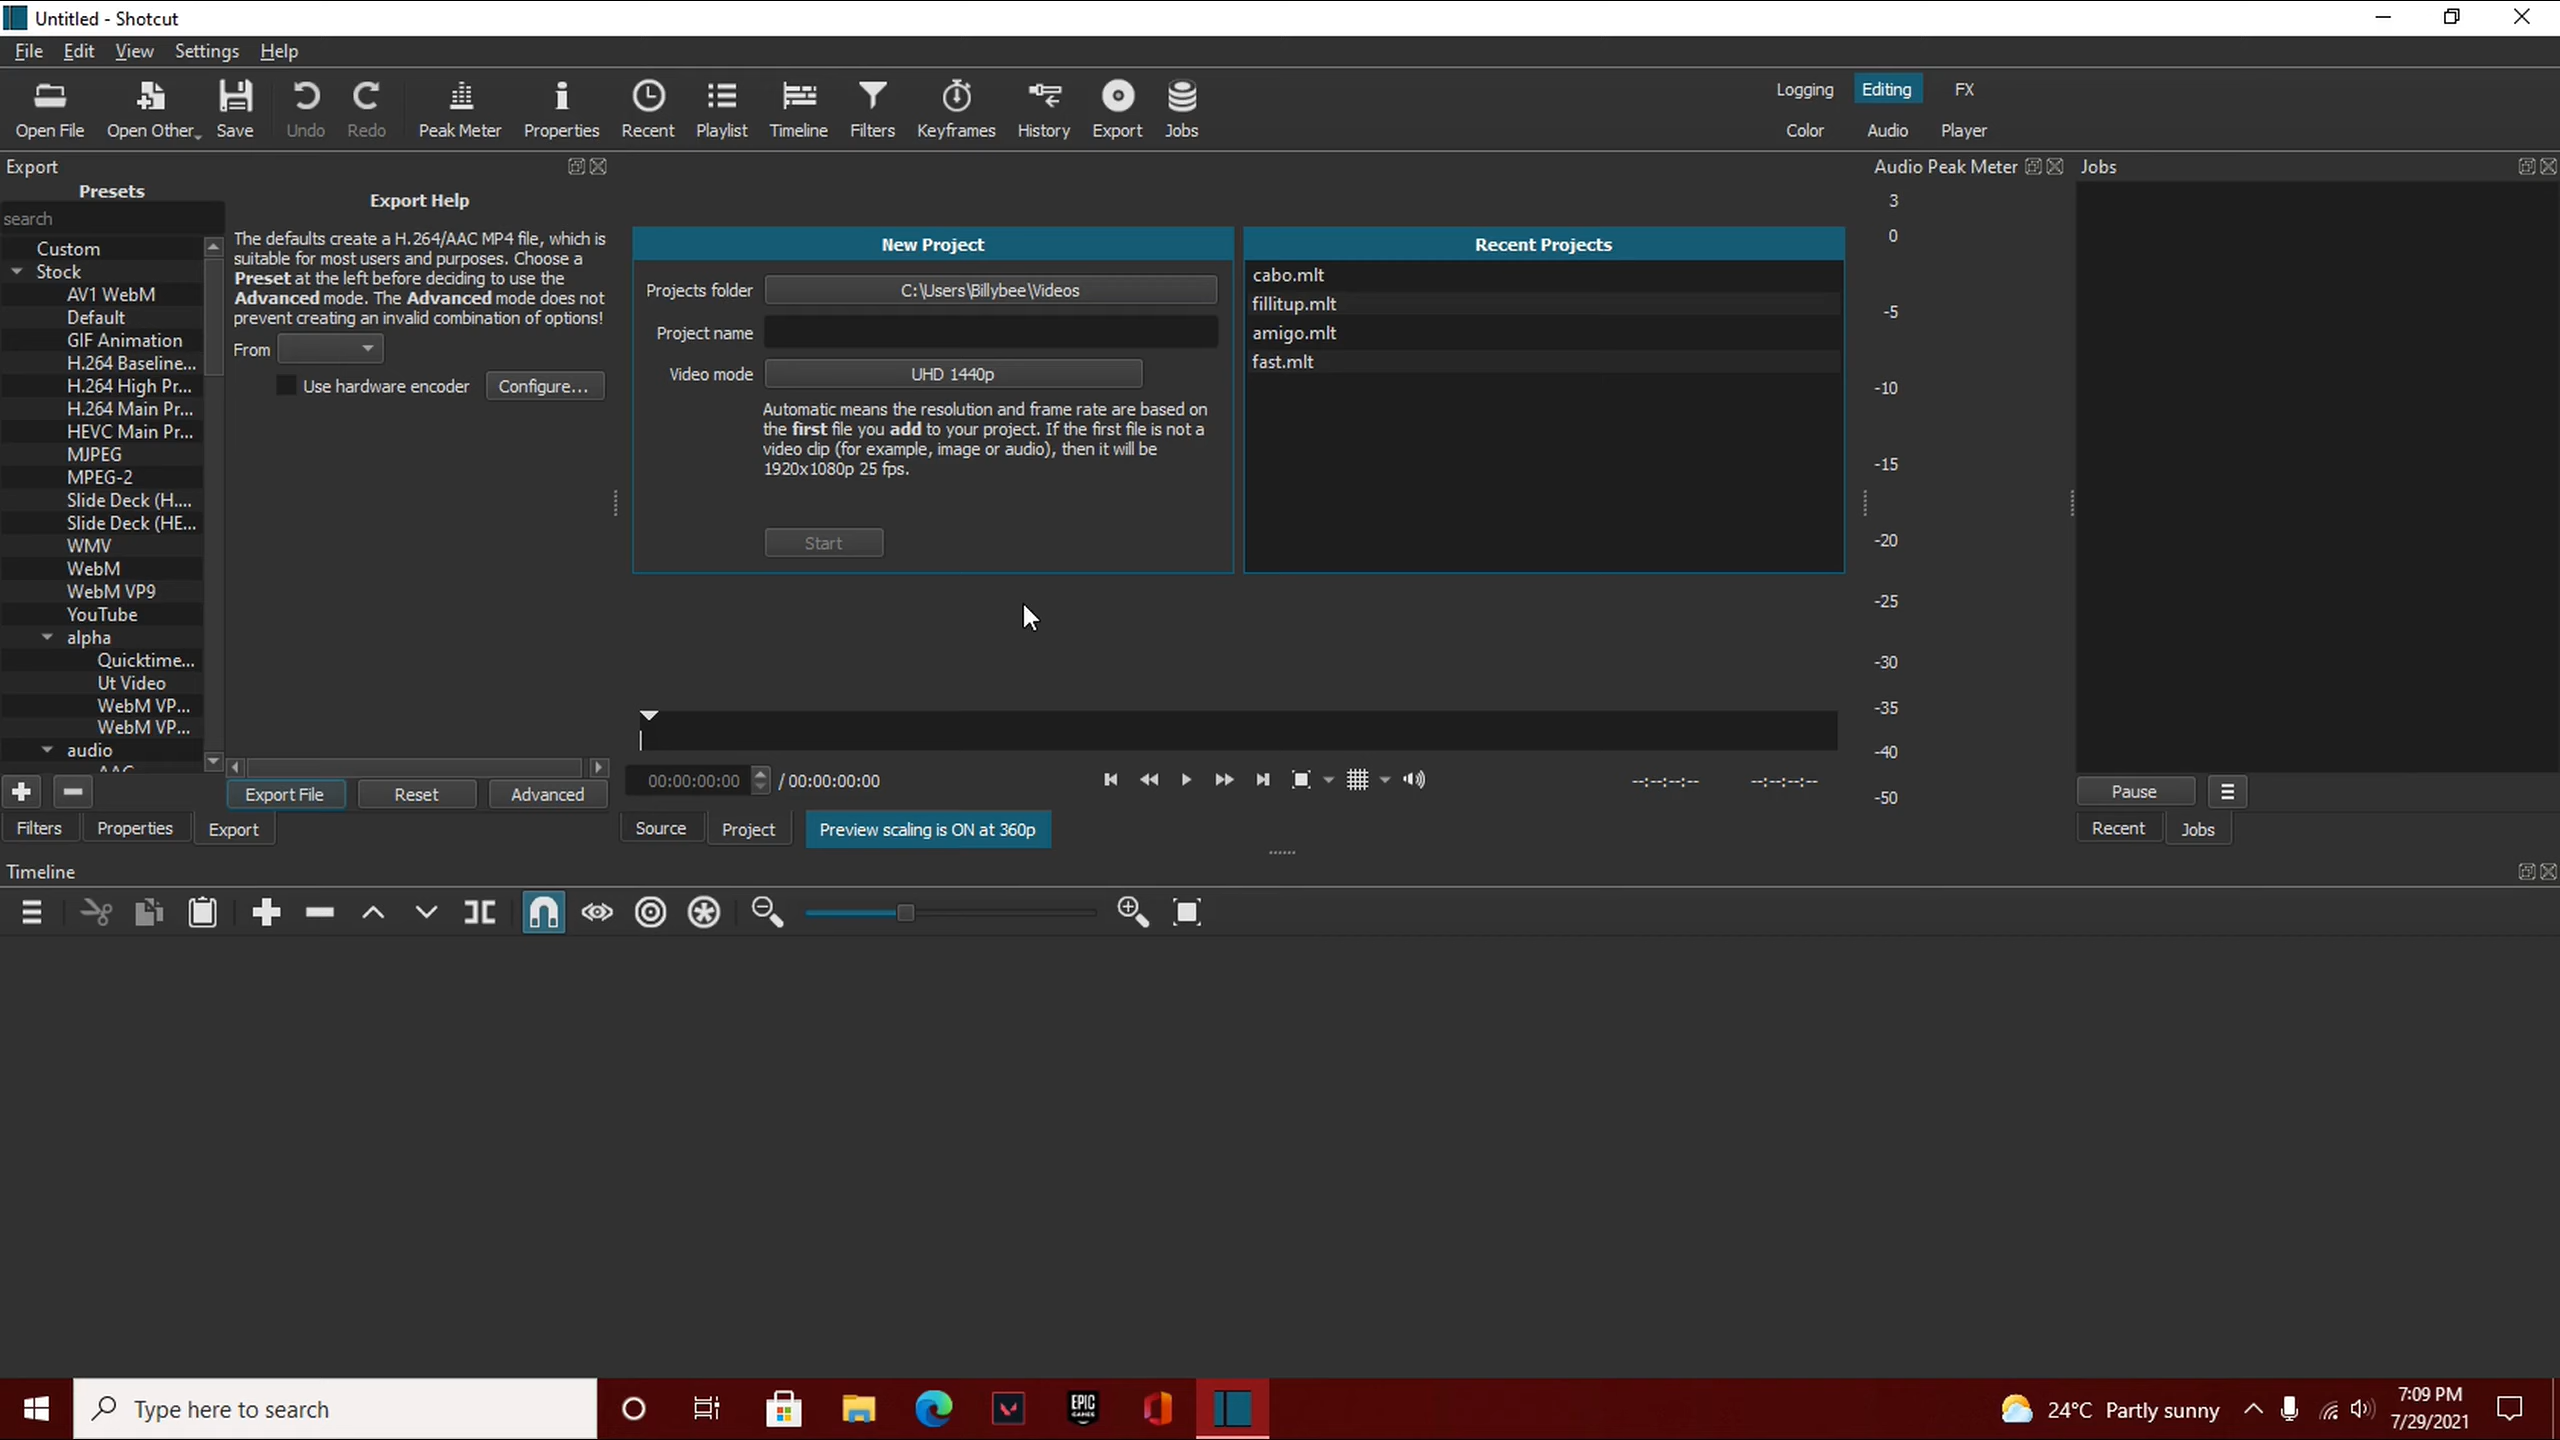 Untitled - Shotcut
File Edit View Settings Help
Open File Open Other... Save Undo Redo Peak Meter Properties Recent Playlist Timeline Filters Keyframes History Export Jobs
Logging Editing FX
Color Audio Player
Export
Presets
search
Custom
Stock
AV1 WebM
Default
GIF Animation
H.264 Baseline...
H.264 High Pr...
H.264 Main Pr...
HEVC Main Pr...
MJPEG
MPEG-2
Slide Deck (H....
Slide Deck (HE...
WMV
WebM
WebM VP9
YouTube
alpha
Quicktime...
Ut Video
WebM VP...
WebM VP...
audio
AAC
Export Help
The defaults create a H.264/AAC MP4 file, which is
suitable for most users and purposes. Choose a
Preset at the left before deciding to use the
Advanced mode. The Advanced mode does not
prevent creating an invalid combination of options!
From
Use hardware encoder Configure...
Export File Reset Advanced
Filters Properties Export
New Project
Projects folder C:\Users\Billybee\Videos
Project name
Video mode UHD 1440p
Automatic means the resolution and frame rate are based on
the first file you add to your project. If the first file is not a
video clip (for example, image or audio), then it will be
1920x1080p 25 fps.
Start
Recent Projects
cabo.mlt
fillitup.mlt
amigo.mlt
fast.mlt
00:00:00:00 / 00:00:00:00 --:--:--:-- --:--:--:--
Source Project Preview scaling is ON at 360p
Audio Peak Meter
3
0
-5
-10
-15
-20
-25
-30
-35
-40
-50
Jobs
Pause
Recent Jobs
Timeline
Type here to search
EPIC GAMES
24°C Partly sunny
7:09 PM
7/29/2021